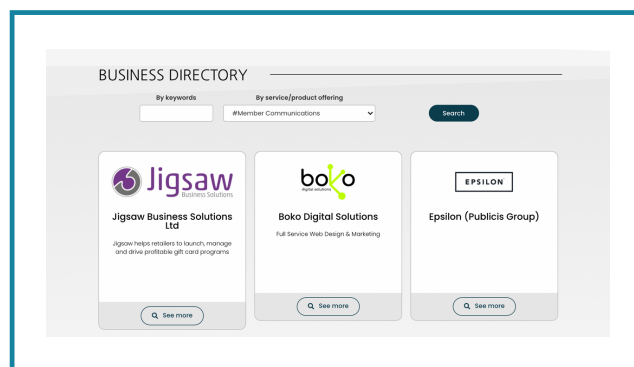 BUSINESS DIRECTORY
By keywords
By service/product offering
#Member Communications
Search
Jigsaw
Business Solutions
boko
digital solutions
EPSILON
Jigsaw Business Solutions
Ltd
Boko Digital Solutions
Epsilon (Publicis Group)
Jigsaw helps retailers to launch, manage
and drive profitable gift card programs
Full Service Web Design & Marketing
See more
See more
See more